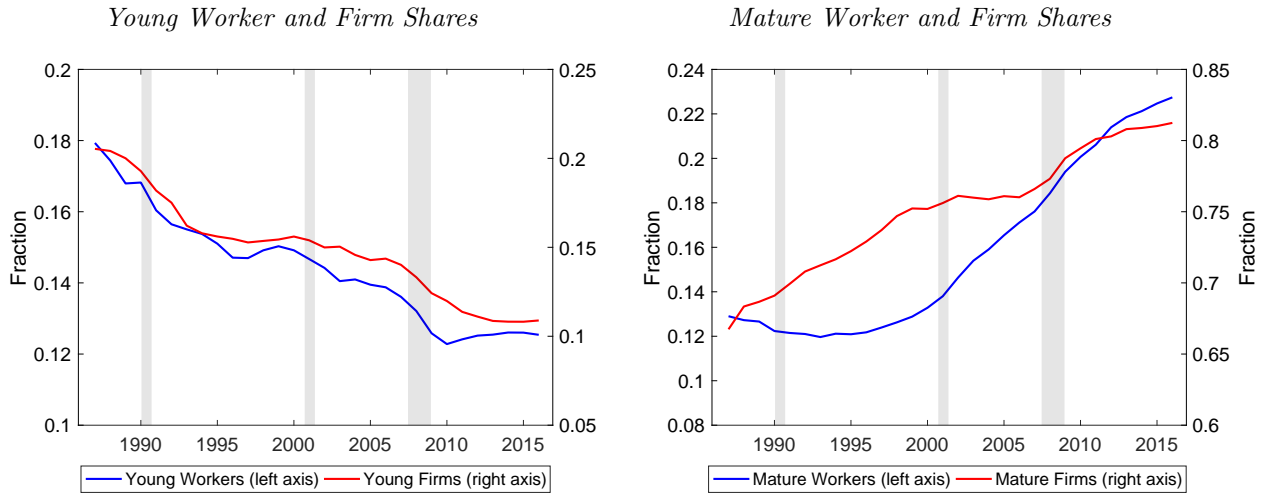 Young Worker and Firm Shares
0.2
0.18
0.16
0.14
0.12
0.1
Fraction
0.25
0.2
0.15
0.1
0.05
1990 1995 2000 2005 2010 2015
Young Workers (left axis) Young Firms (right axis)
Mature Worker and Firm Shares
0.24
0.22
0.2
0.18
0.16
0.14
0.12
0.1
0.08
Fraction
0.85
0.8
0.75
0.7
0.65
0.6
Fraction
1990 1995 2000 2005 2010 2015
Mature Workers (left axis) Mature Firms (right axis)